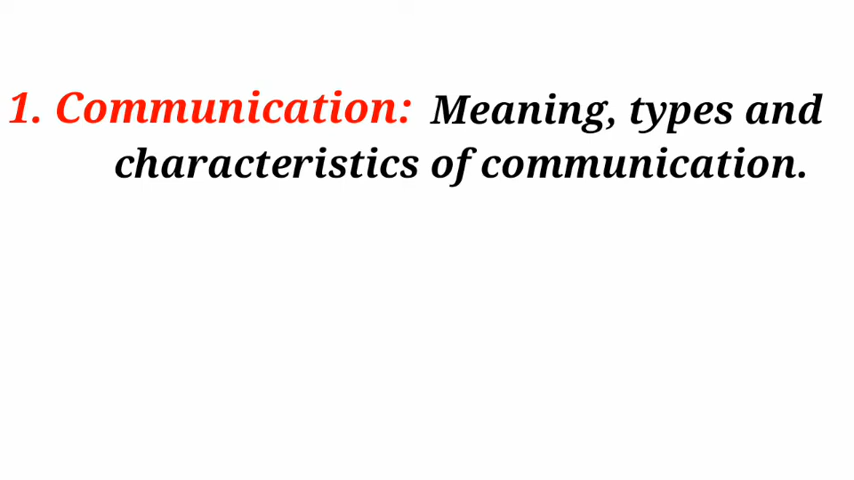 1. Communication: Meaning, types and
characteristics of communication.